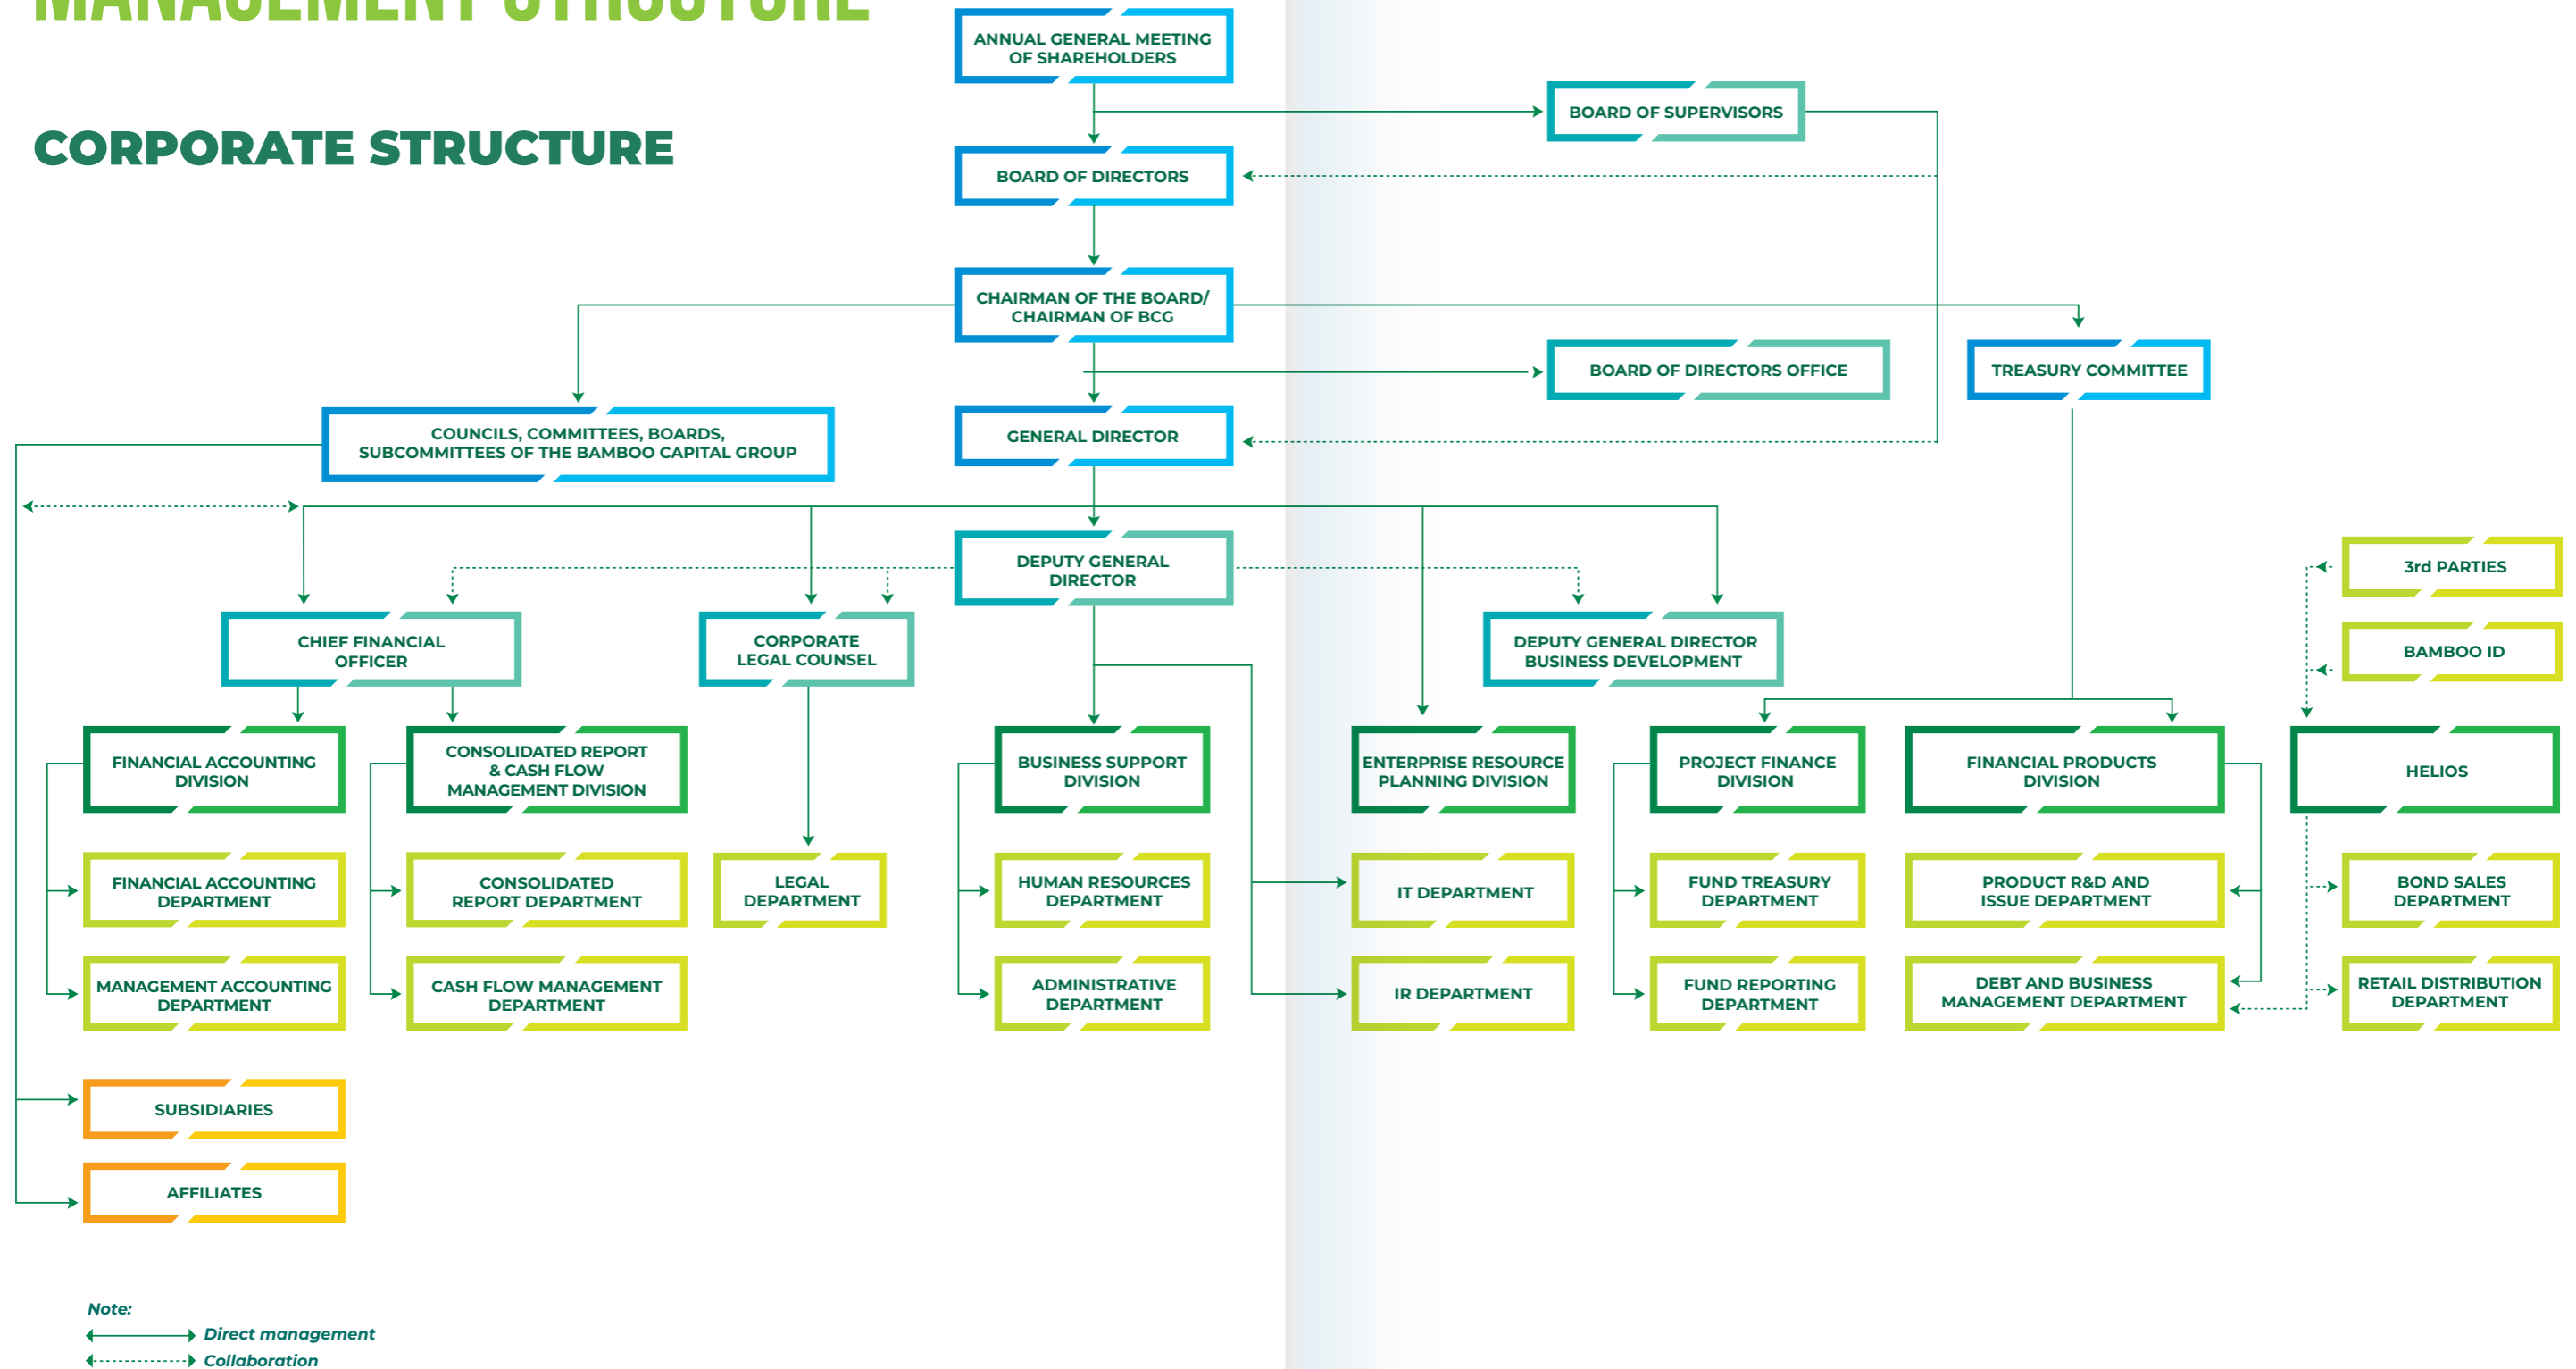 MANAGEMENT STRUCTURE
CORPORATE STRUCTURE
ANNUAL GENERAL MEETING
OF SHAREHOLDERS
BOARD OF SUPERVISORS
BOARD OF DIRECTORS
CHAIRMAN OF THE BOARD/
CHAIRMAN OF BCG
BOARD OF DIRECTORS OFFICE
TREASURY COMMITTEE
COUNCILS, COMMITTEES, BOARDS,
SUBCOMMITTEES OF THE BAMBOO CAPITAL GROUP
GENERAL DIRECTOR
DEPUTY GENERAL
DIRECTOR
3rd PARTIES
CHIEF FINANCIAL
OFFICER
CORPORATE
LEGAL COUNSEL
DEPUTY GENERAL DIRECTOR
BUSINESS DEVELOPMENT
BAMBOO ID
FINANCIAL ACCOUNTING
DIVISION
CONSOLIDATED REPORT
& CASH FLOW
MANAGEMENT DIVISION
BUSINESS SUPPORT
DIVISION
ENTERPRISE RESOURCE
PLANNING DIVISION
PROJECT FINANCE
DIVISION
FINANCIAL PRODUCTS
DIVISION
HELIOS
FINANCIAL ACCOUNTING
DEPARTMENT
CONSOLIDATED
REPORT DEPARTMENT
LEGAL
DEPARTMENT
HUMAN RESOURCES
DEPARTMENT
IT DEPARTMENT
FUND TREASURY
DEPARTMENT
PRODUCT R&D AND
ISSUE DEPARTMENT
BOND SALES
DEPARTMENT
MANAGEMENT ACCOUNTING
DEPARTMENT
CASH FLOW MANAGEMENT
DEPARTMENT
ADMINISTRATIVE
DEPARTMENT
IR DEPARTMENT
FUND REPORTING
DEPARTMENT
DEBT AND BUSINESS
MANAGEMENT DEPARTMENT
RETAIL DISTRIBUTION
DEPARTMENT
SUBSIDIARIES
AFFILIATES
Note:
Direct management
Collaboration